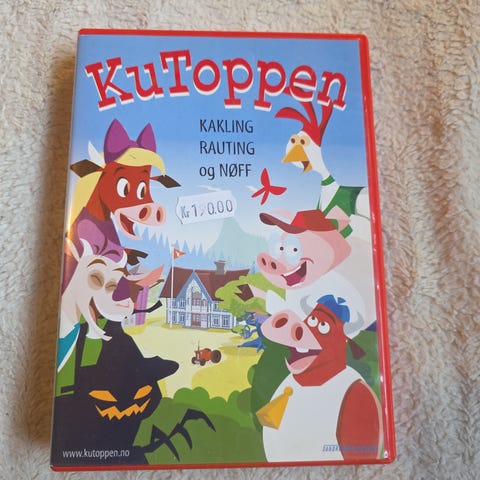 KuToppen
KAKLING
RAUTING
og NØFF
www.kutoppen.no